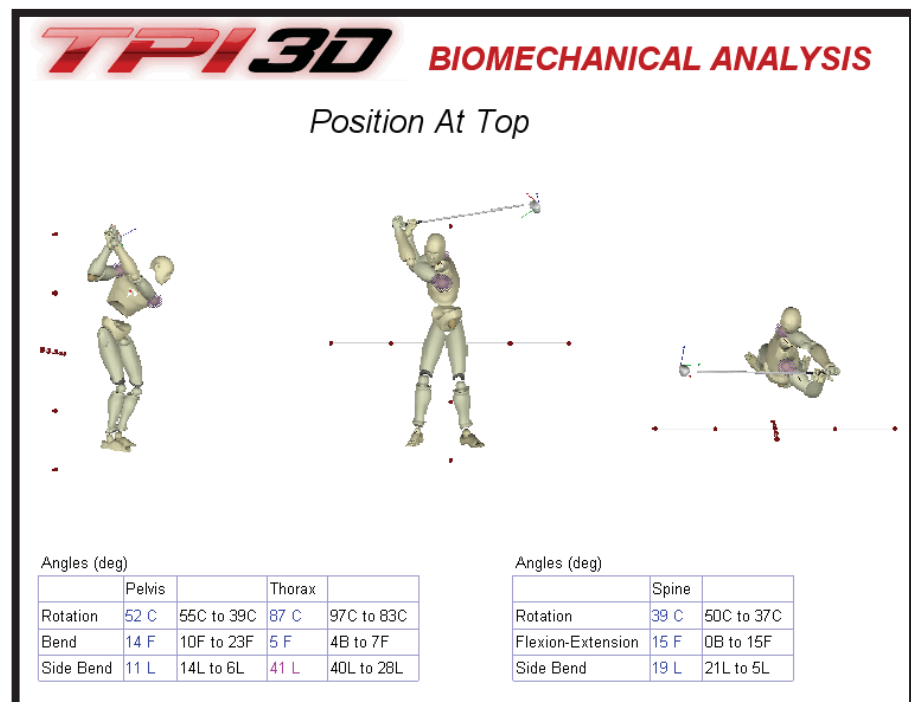 TPI 3D BIOMECHANICAL ANALYSIS
Position At Top
Angles (deg)
Pelvis Thorax
Rotation 52 C 55C to 39C 87 C 97C to 83C
Bend 14 F 10F to 23F 5 F 4B to 7F
Side Bend 11 L 14L to 6L 41 L 40L to 28L
Angles (deg)
Spine
Rotation 39 C 50C to 37C
Flexion-Extension 15 F 0B to 15F
Side Bend 19 L 21L to 5L